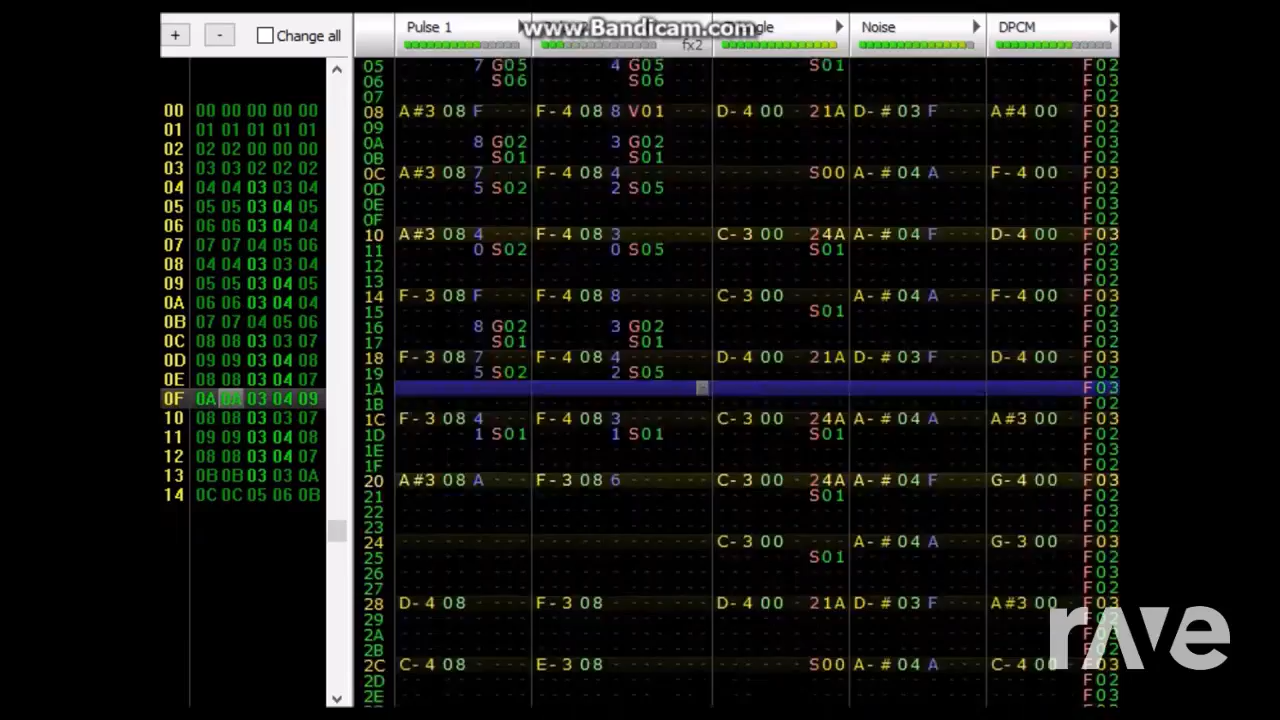 www.Bandicam.com
+ - Change all Pulse 1 Noise DPCM
fx2
05 7 G05 4 G05 S01 F02
06 S06 S06 F03
07 F02
00 00 00 00 00 00 08 A#3 08 F F-4 08 8 V01 D-4 00 21A D-#03 F A#4 00 F03
01 01 01 01 01 01 09 F02
02 02 02 00 00 00 0A 8 G02 3 G02 F03
0B S01 S01 F02
03 03 03 02 02 02 0C A#3 08 7 F-4 08 4 S00 A-#04 A F-4 00 F03
04 04 04 03 03 04 0D 5 S02 2 S05 F02
05 05 05 03 04 05 0E F03
06 06 06 03 04 04 0F F02
07 07 07 04 05 06 10 A#3 08 4 F-4 08 3 C-3 00 24A A-#04 F D-4 00 F03
11 0 S02 0 S05 S01 F02
08 04 04 03 03 04 12 F03
09 05 05 03 04 05 13 F02
0A 06 06 03 04 04 14 F-3 08 F F-4 08 8 C-3 00 A-#04 A F-4 00 F03
15 S01 F02
0B 07 07 04 05 06 16 8 G02 3 G02 F03
0C 08 08 03 03 07 17 S01 S01 F02
0D 09 09 03 04 08 18 F-3 08 7 F-4 08 4 D-4 00 21A D-#03 F D-4 00 F03
0E 08 08 03 04 07 19 5 S02 2 S05 F02
0F 0A 0A 03 04 09 1A F03
1B F02
10 08 08 03 03 07 1C F-3 08 4 F-4 08 3 C-3 00 24A A-#04 A A#3 00 F03
11 09 09 03 04 08 1D 1 S01 1 S01 S01 F02
12 08 08 03 04 07 1E F03
13 0B 0B 03 03 0A 1F F02
20 A#3 08 A F-3 08 6 C-3 00 24A A-#04 F G-4 00 F03
14 0C 0C 05 06 0B 21 S01 F02
22 F03
23 F02
24 C-3 00 A-#04 A G-3 00 F03
25 S01 F02
26 F03
27 F02
28 D-4 08 F-3 08 D-4 00 21A D-#03 F A#3 00 F03
29 F02
2A F03
2B F02
2C C-4 08 E-3 08 S00 A-#04 A C-4 00 F03
2D F02
2E F03
rave